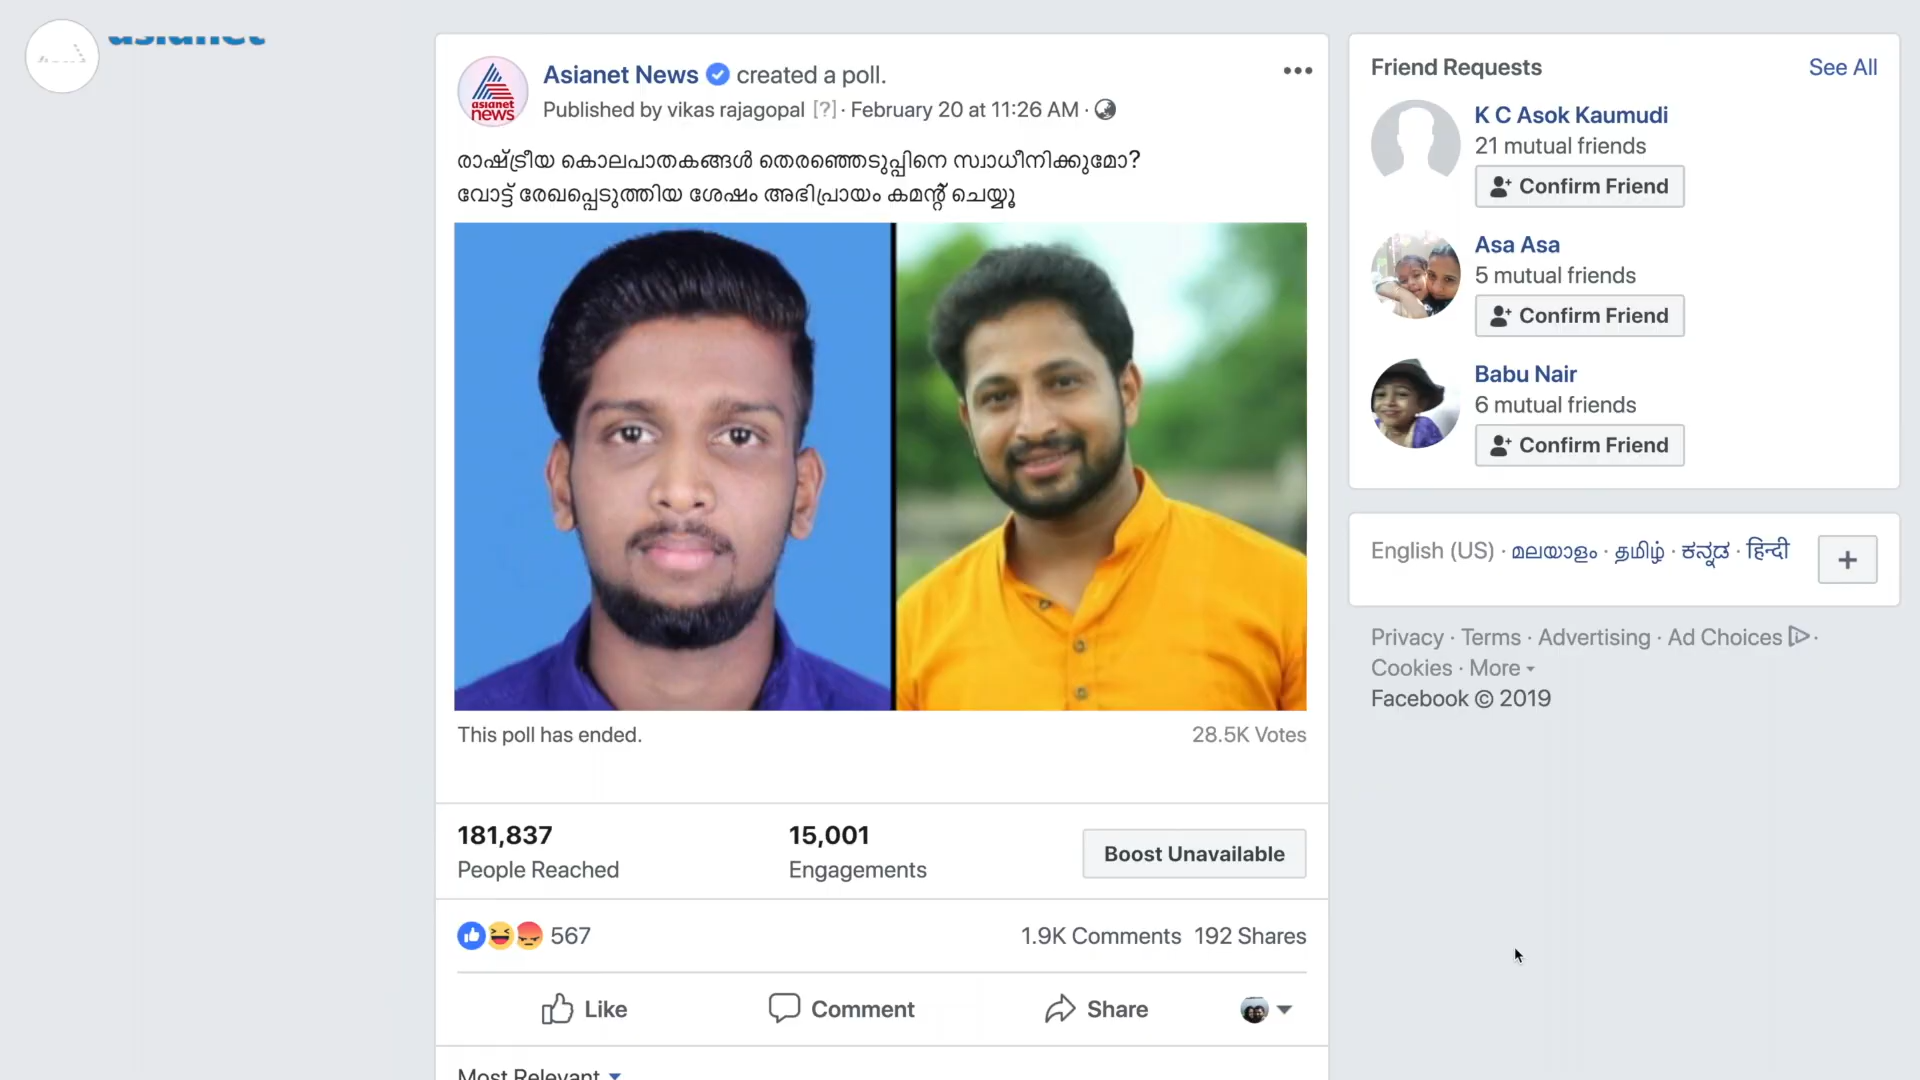 asianet
Asianet News created a poll.
Published by vikas rajagopal [?] · February 20 at 11:26 AM ·
asianet
news
രാഷ്ട്രീയ കൊലപാതകങ്ങൾ തെരഞ്ഞെടുപ്പിനെ സ്വാധീനിക്കുമോ?
വോട്ട് രേഖപ്പെടുത്തിയ ശേഷം അഭിപ്രായം കമന്റ് ചെയ്യൂ
This poll has ended.
28.5K Votes
181,837
People Reached
15,001
Engagements
Boost Unavailable
567
1.9K Comments 192 Shares
Like
Comment
Share
Most Relevant
Friend Requests
See All
K C Asok Kaumudi
21 mutual friends
Confirm Friend
Asa Asa
5 mutual friends
Confirm Friend
Babu Nair
6 mutual friends
Confirm Friend
English (US) · മലയാളം · தமிழ் · ಕನ್ನಡ · हिन्दी
+
Privacy · Terms · Advertising · Ad Choices ·
Cookies · More
Facebook © 2019